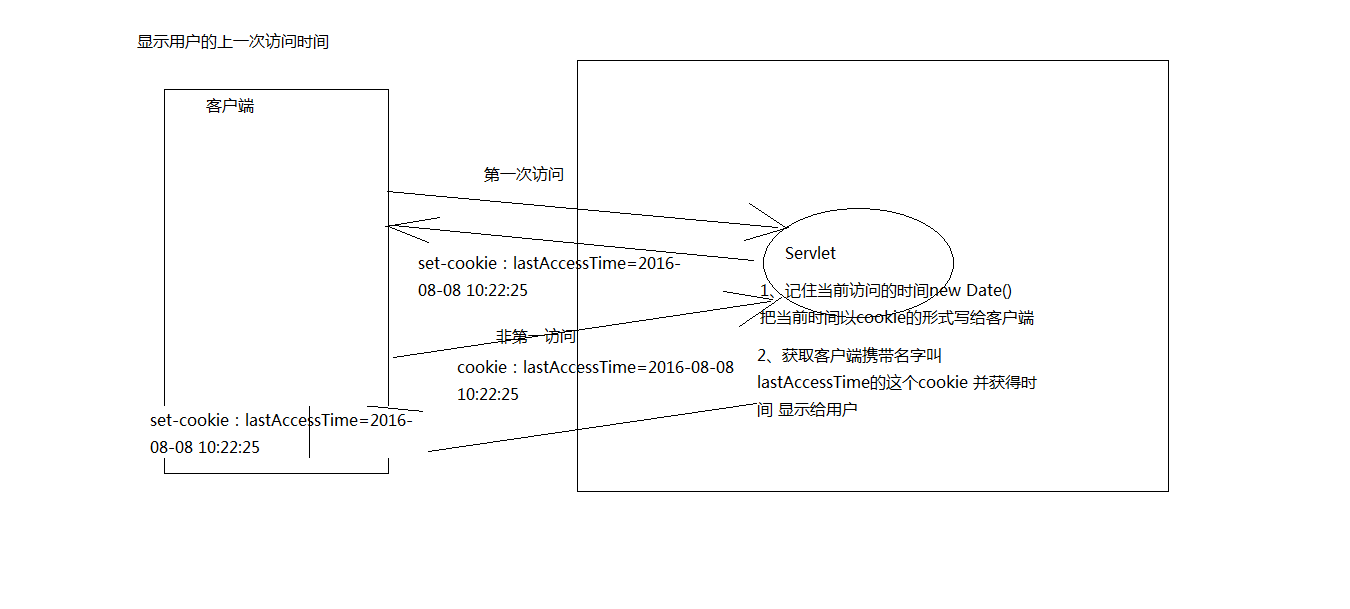 显示用户的上一次访问时间
客户端
第一次访问
set-cookie：lastAccessTime=2016-
08-08 10:22:25
Servlet
1、记住当前访问的时间new Date()
把当前时间以cookie的形式写给客户端
非第一 访问
cookie：lastAccessTime=2016-08-08
10:22:25
2、获取客户端携带名字叫
lastAccessTime的这个cookie 并获得时
间 显示给用户
set-cookie：lastAccessTime=2016-
08-08 10:22:25